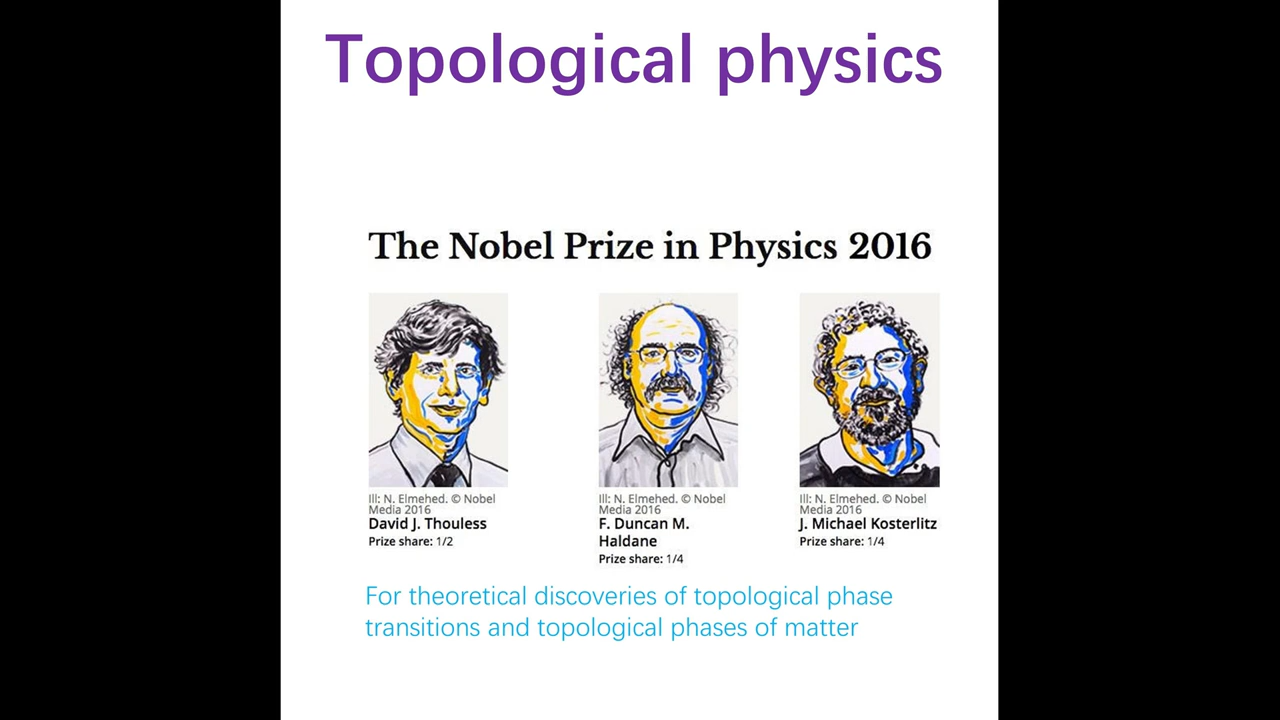 Topological physics
The Nobel Prize in Physics 2016
Ill: N. Elmehed. © Nobel
Media 2016
David J. Thouless
Prize share: 1/2
Ill: N. Elmehed. © Nobel
Media 2016
F. Duncan M.
Haldane
Prize share: 1/4
Ill: N. Elmehed. © Nobel
Media 2016
J. Michael Kosterlitz
Prize share: 1/4
For theoretical discoveries of topological phase
transitions and topological phases of matter